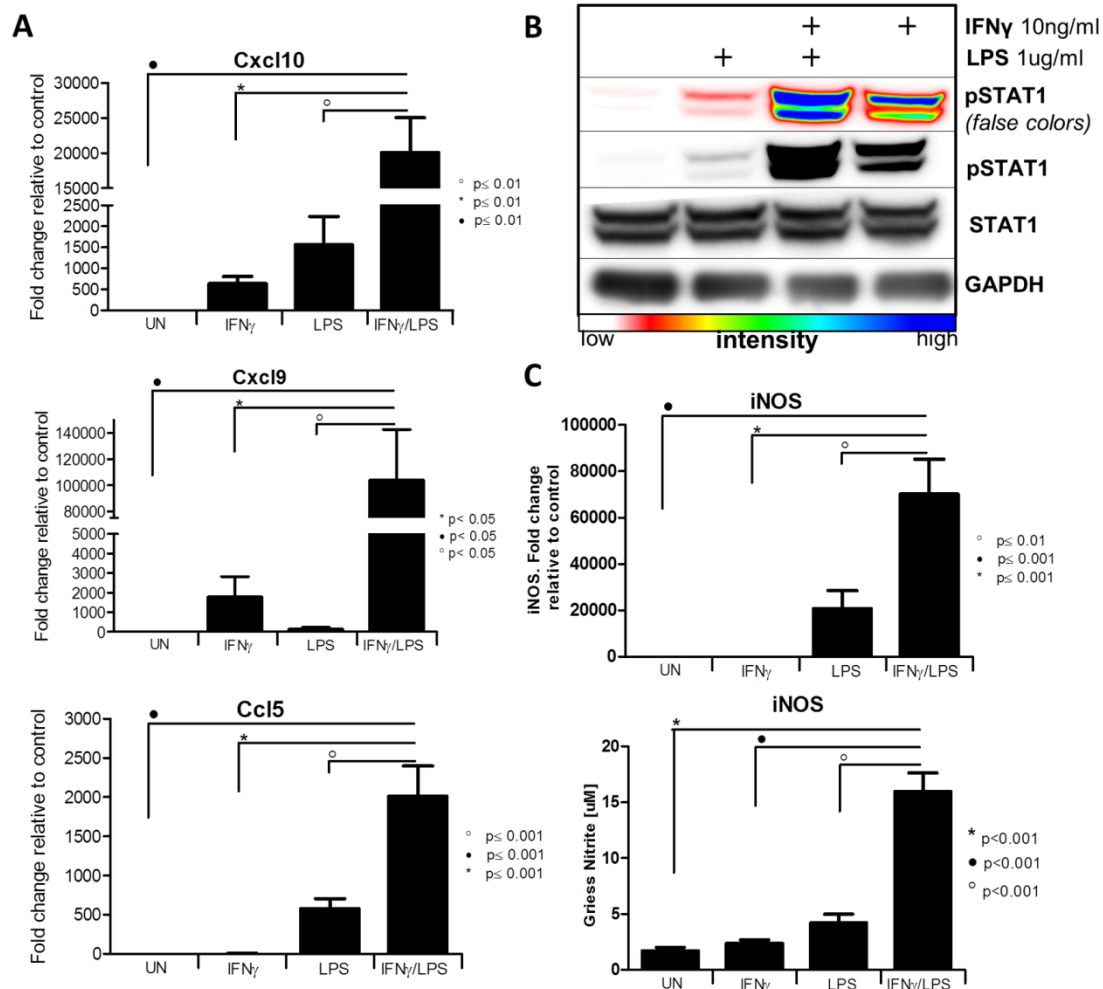 A
Cxcl10
●
*
○
Fold change relative to control
30000
25000
20000
15000
2500
2000
1500
1000
500
0
UN IFNγ LPS IFNγ/LPS
○ p≤ 0.01
* p≤ 0.01
● p≤ 0.01
Cxcl9
●
*
○
Fold change relative to control
140000
120000
100000
80000
6000
5000
4000
3000
2000
1000
0
UN IFNγ LPS IFNγ/LPS
* p< 0.05
● p< 0.05
○ p< 0.05
Ccl5
●
*
○
Fold change relative to control
3000
2500
2000
1500
1000
500
0
UN IFNγ LPS IFNγ/LPS
○ p≤ 0.001
● p≤ 0.001
* p≤ 0.001
B
+ + IFNγ 10ng/ml
+ + LPS 1ug/ml
pSTAT1
(false colors)
pSTAT1
STAT1
GAPDH
low intensity high
C
iNOS
●
*
○
iNOS. Fold change
relative to control
100000
80000
60000
40000
20000
0
UN IFNγ LPS IFNγ/LPS
○ p≤ 0.01
● p≤ 0.001
* p≤ 0.001
iNOS
*
●
○
Griess Nitrite [uM]
20
15
10
5
0
UN IFNγ LPS IFNγ/LPS
* p<0.001
● p<0.001
○ p<0.001